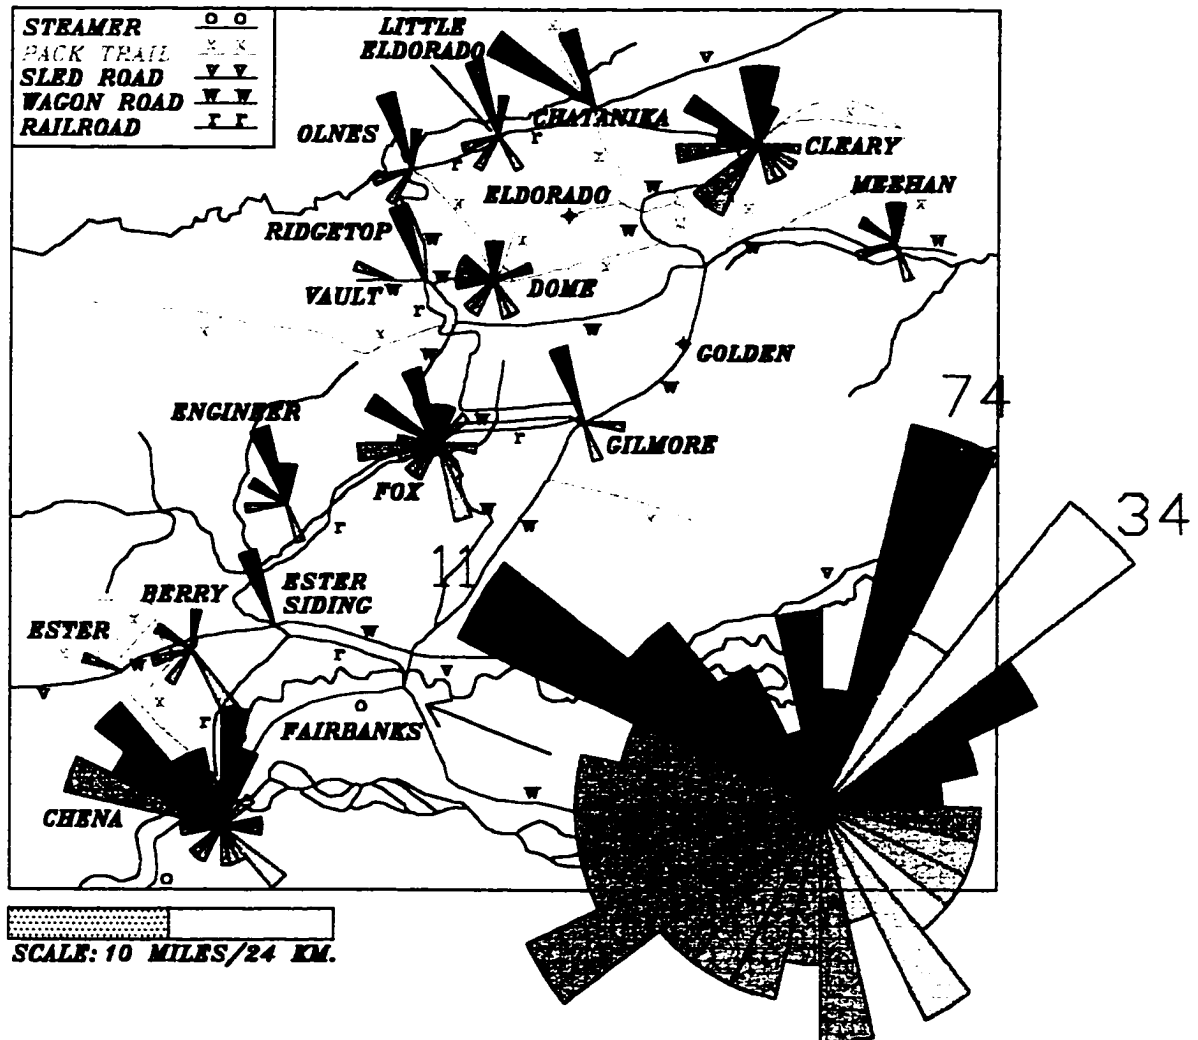 STEAMER
PACK TRAIL
SLED ROAD
WAGON ROAD
RAILROAD
LITTLE
ELDORADO
OLNES
CHATANIKA
CLEARY
MEEHAN
ELDORADO
RIDGETOP
VAULT
DOME
GOLDEN
ENGINEER
GILMORE
FOX
74
34
11
ESTER
SIDING
BERRY
ESTER
FAIRBANKS
CHENA
SCALE: 10 MILES/24 KM.